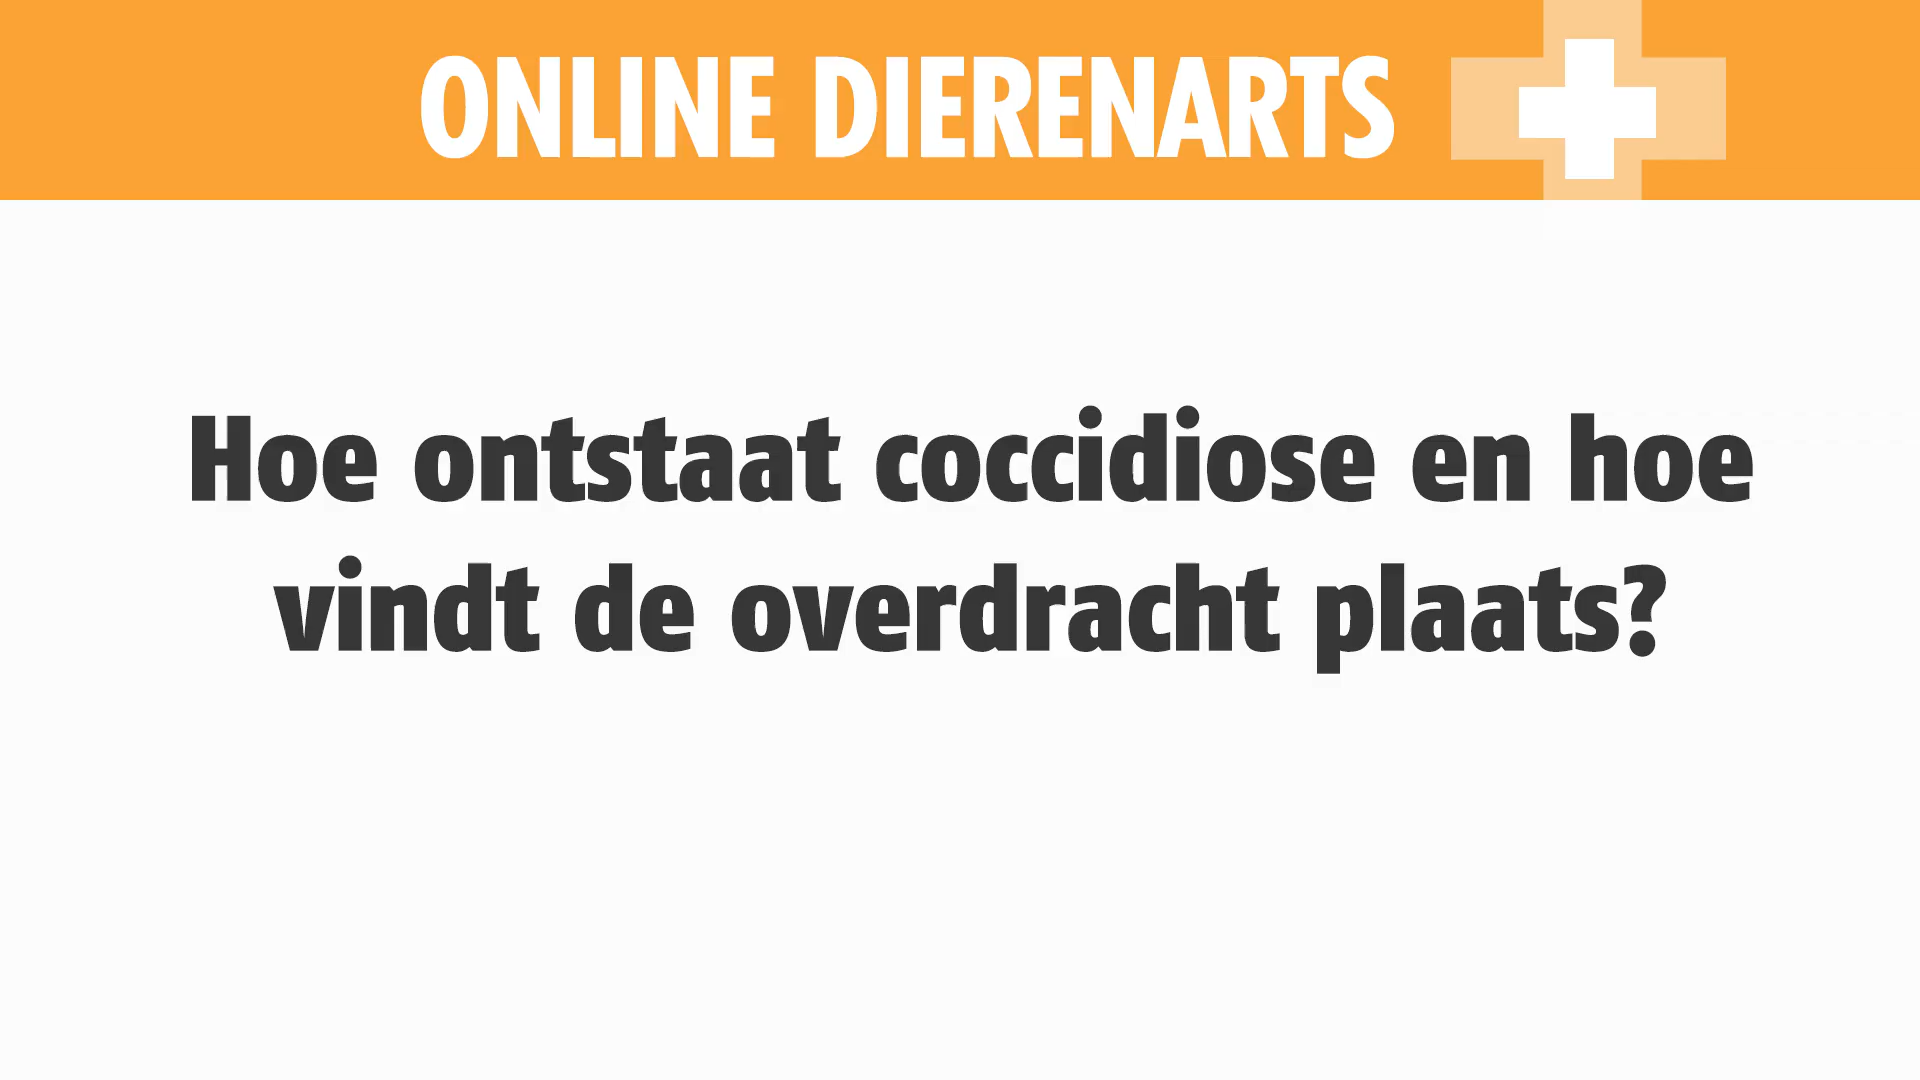 ONLINE DIERENARTS
Hoe ontstaat coccidiose en hoe
vindt de overdracht plaats?